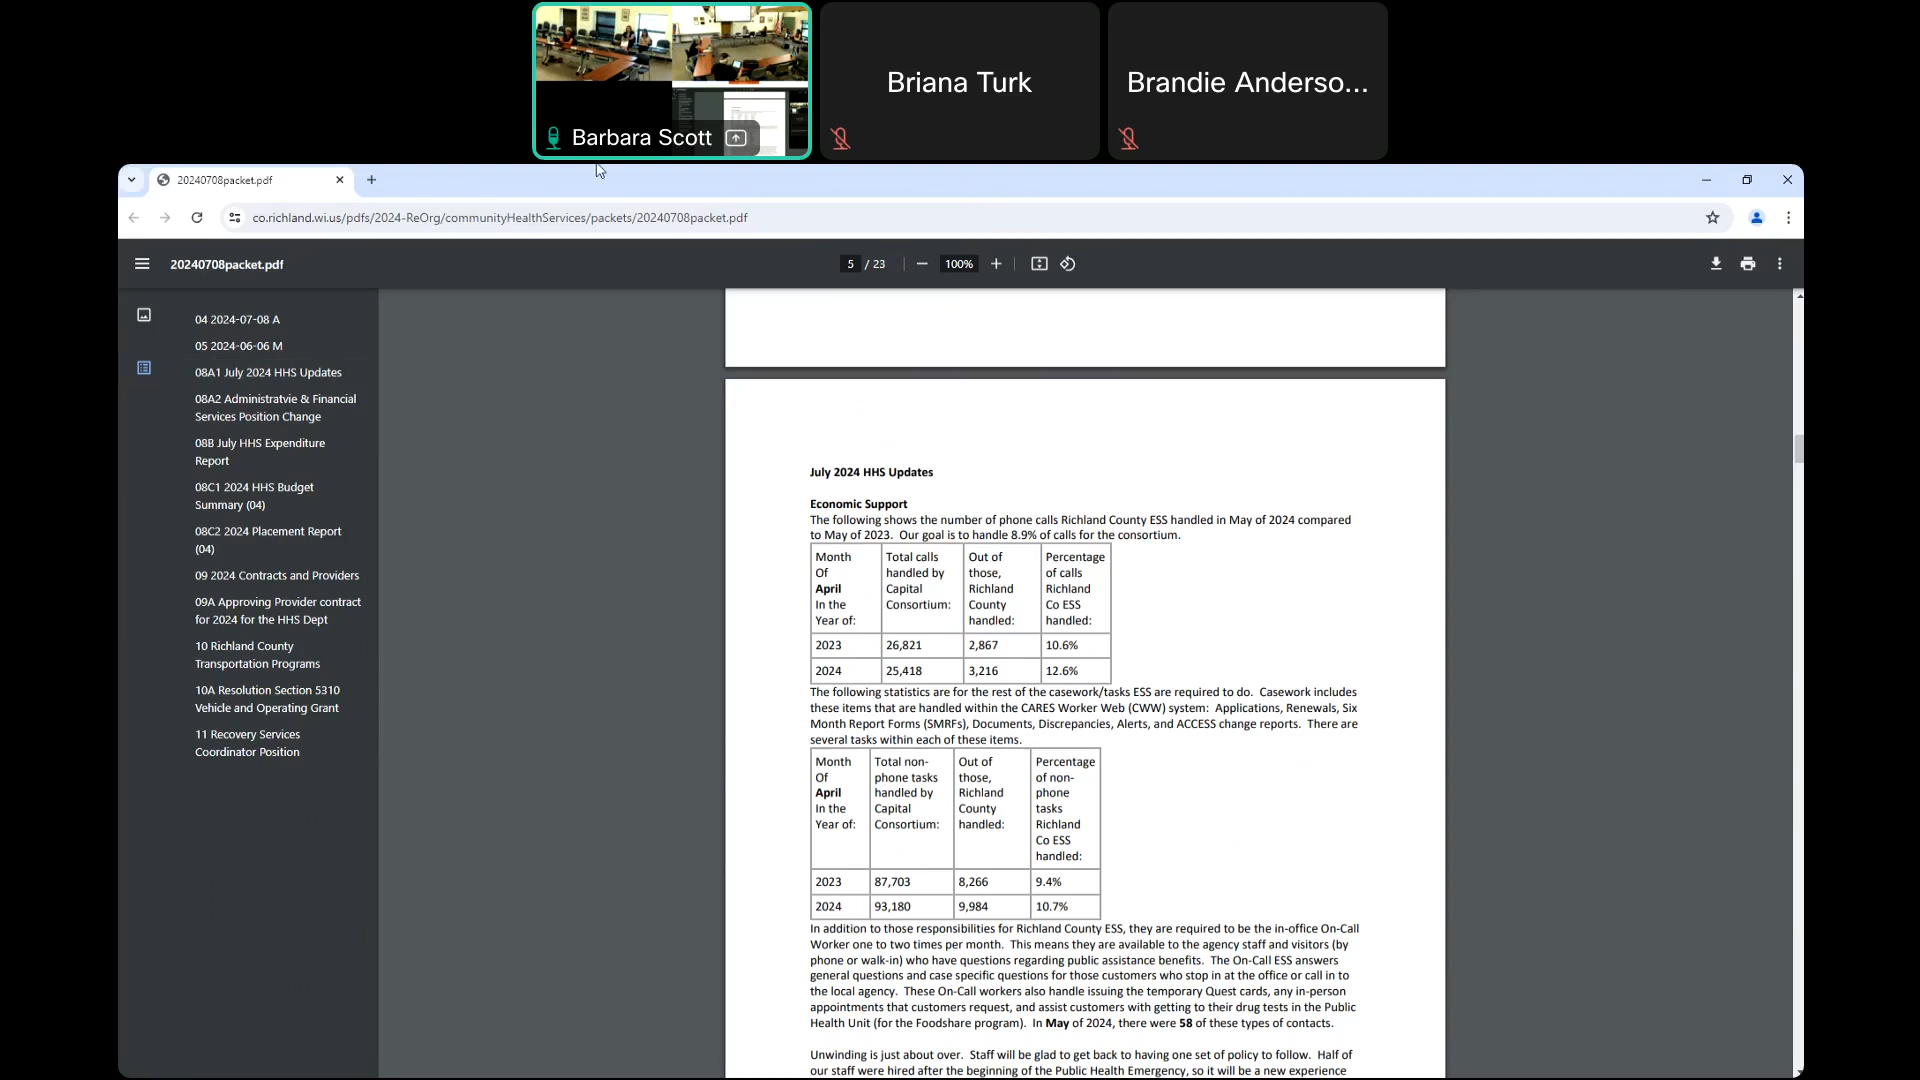 Barbara Scott
Briana Turk
Brandie Anderso...
20240708packet.pdf
co.richland.wi.us/pdfs/2024-ReOrg/communityHealthServices/packets/20240708packet.pdf
20240708packet.pdf
5 / 23
100%
04 2024-07-08 A
05 2024-06-06 M
08A1 July 2024 HHS Updates
08A2 Administratvie & Financial
Services Position Change
08B July HHS Expenditure
Report
08C1 2024 HHS Budget
Summary (04)
08C2 2024 Placement Report
(04)
09 2024 Contracts and Providers
09A Approving Provider contract
for 2024 for the HHS Dept
10 Richland County
Transportation Programs
10A Resolution Section 5310
Vehicle and Operating Grant
11 Recovery Services
Coordinator Position
July 2024 HHS Updates
Economic Support
The following shows the number of phone calls Richland County ESS handled in May of 2024 compared
to May of 2023. Our goal is to handle 8.9% of calls for the consortium.
Month Of April In the Year of:
Total calls handled by Capital Consortium:
Out of those, Richland County handled:
Percentage of calls Richland Co ESS handled:
2023 26,821 2,867 10.6%
2024 25,418 3,216 12.6%
The following statistics are for the rest of the casework/tasks ESS are required to do. Casework includes
these items that are handled within the CARES Worker Web (CWW) system: Applications, Renewals, Six
Month Report Forms (SMRFs), Documents, Discrepancies, Alerts, and ACCESS change reports. There are
several tasks within each of these items.
Month Of April In the Year of:
Total non-phone tasks handled by Capital Consortium:
Out of those, Richland County handled:
Percentage of non-phone tasks Richland Co ESS handled:
2023 87,703 8,266 9.4%
2024 93,180 9,984 10.7%
In addition to those responsibilities for Richland County ESS, they are required to be the in-office On-Call
Worker one to two times per month. This means they are available to the agency staff and visitors (by
phone or walk-in) who have questions regarding public assistance benefits. The On-Call ESS answers
general questions and case specific questions for those customers who stop in at the office or call in to
the local agency. These On-Call workers also handle issuing the temporary Quest cards, any in-person
appointments that customers request, and assist customers with getting to their drug tests in the Public
Health Unit (for the Foodshare program). In May of 2024, there were 58 of these types of contacts.
Unwinding is just about over. Staff will be glad to get back to having one set of policy to follow. Half of
our staff were hired after the beginning of the Public Health Emergency, so it will be a new experience